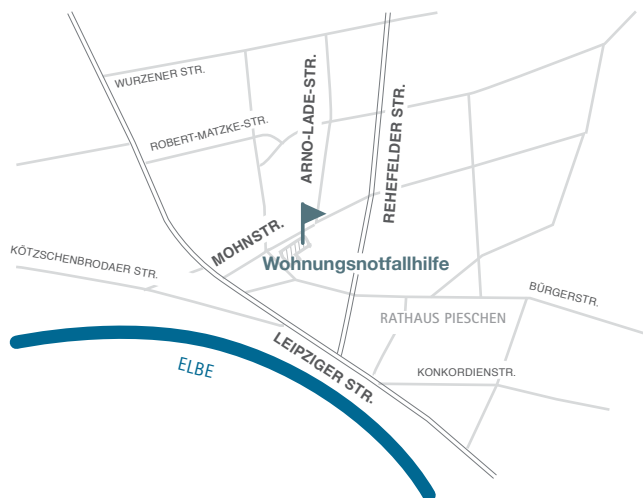 WURZENER STR.
ROBERT-MATZKE-STR.
ARNO-LADE-STR.
REHEFELDER STR.
MOHNSTR.
KÖTZSCHENBRODAER STR.
Wohnungsnotfallhilfe
BÜRGERSTR.
RATHAUS PIESCHEN
LEIPZIGER STR.
ELBE
KONKORDIENSTR.